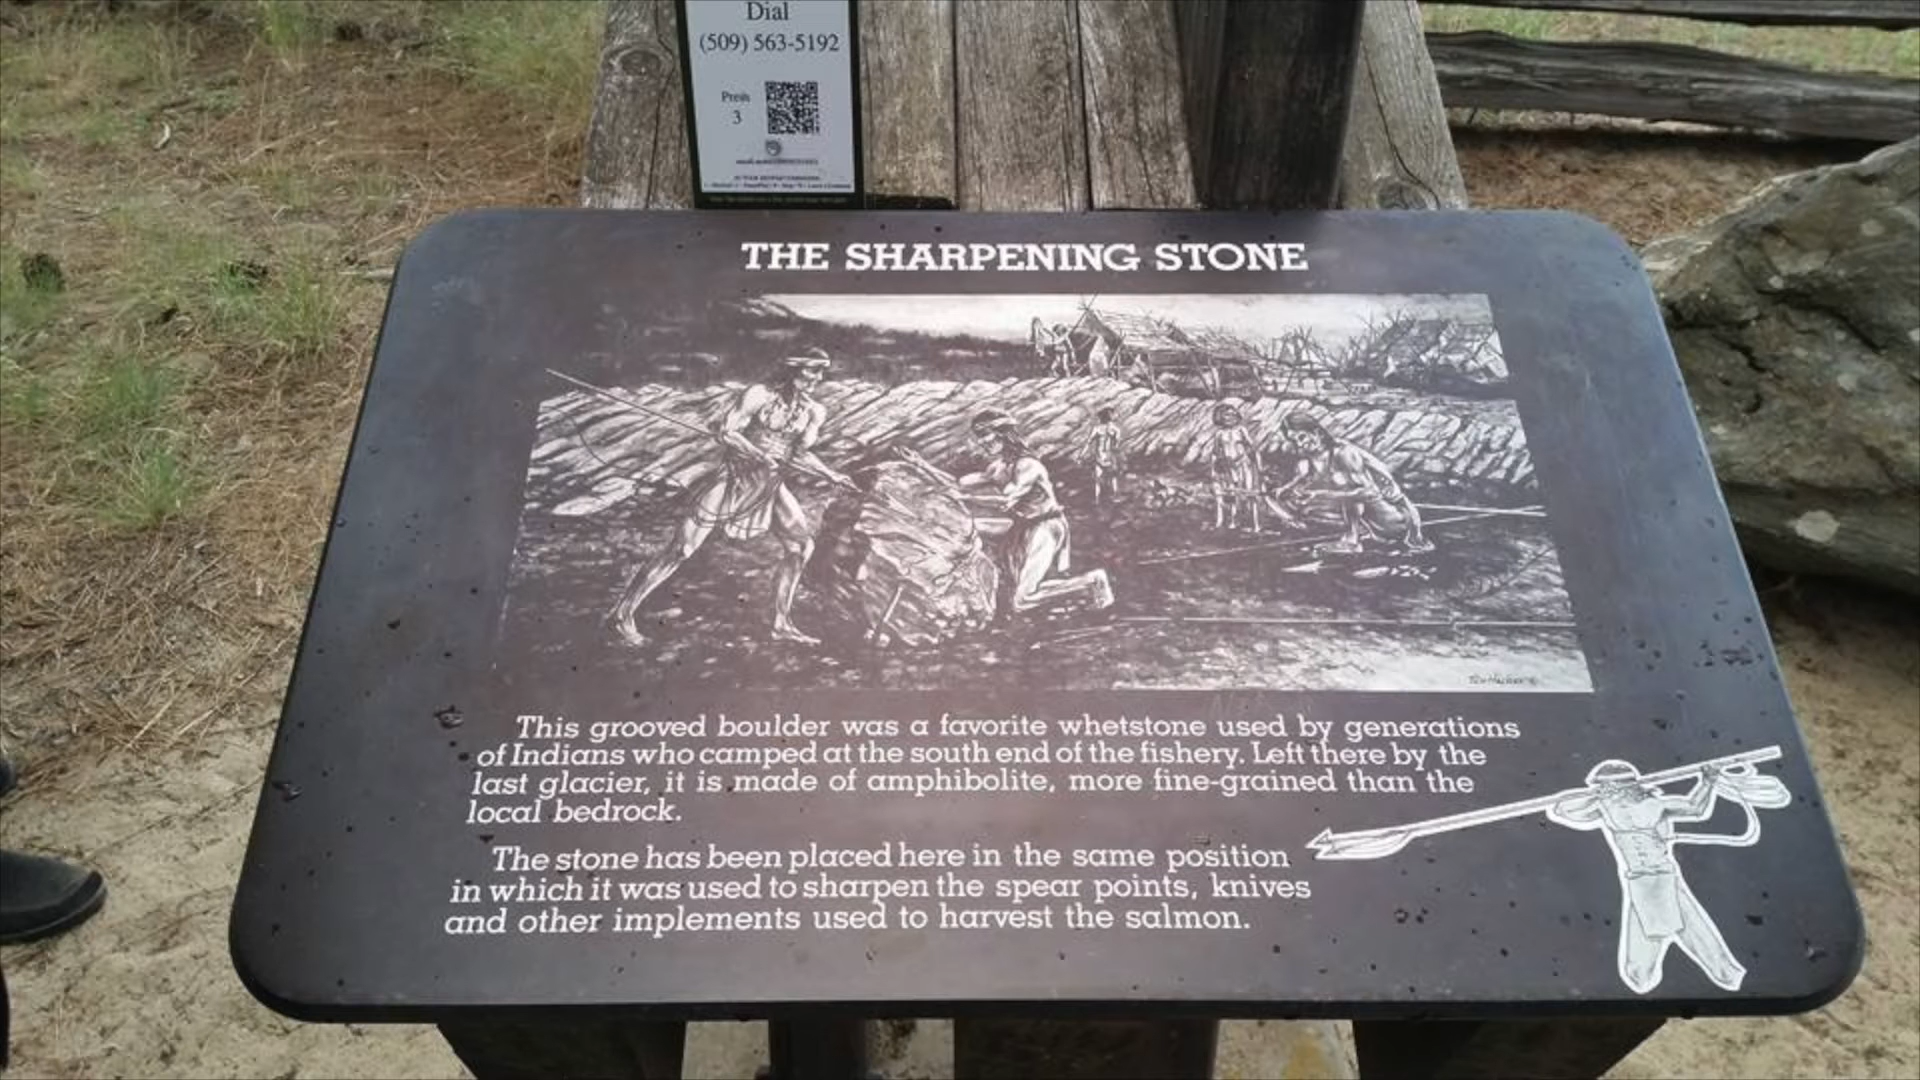 Dial
(509) 563-5192
Press
3
THE SHARPENING STONE
This grooved boulder was a favorite whetstone used by generations
of Indians who camped at the south end of the fishery. Left there by the
last glacier, it is made of amphibolite, more fine-grained than the
local bedrock.
The stone has been placed here in the same position
in which it was used to sharpen the spear points, knives
and other implements used to harvest the salmon.